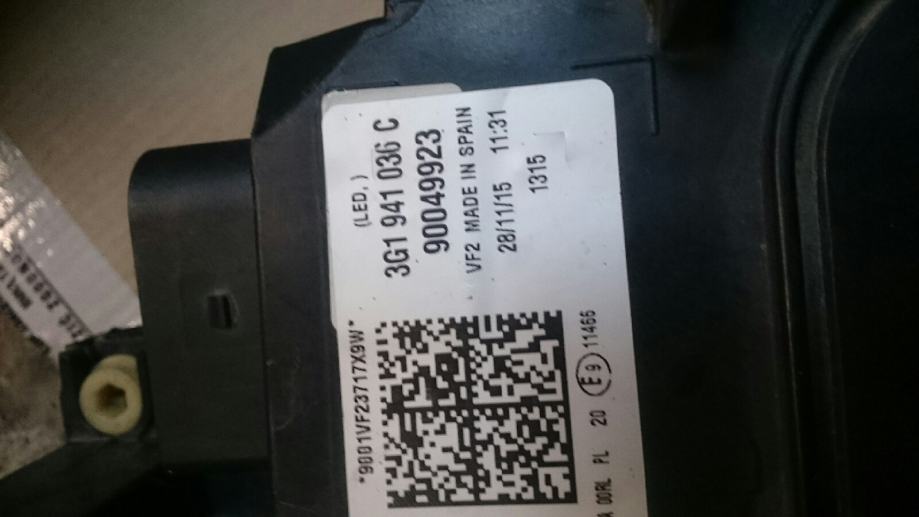 (LED, )
3G1 941 036 C
90049923
VF2 MADE IN SPAIN
28/11/15 11:31
1315
*9001VF23717X9W*
20 E9 11466
A 00RL PL